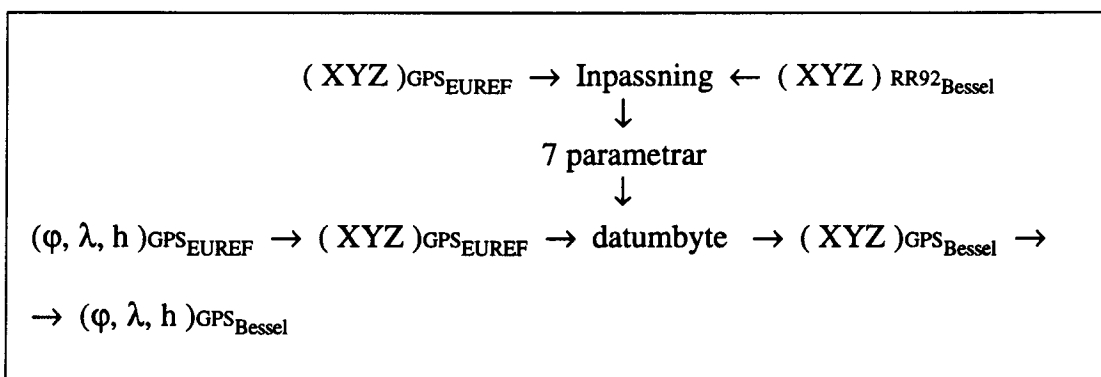 ( XYZ )GPS_EUREF → Inpassning ← ( XYZ ) RR92_Bessel
↓
7 parametrar
↓
(φ, λ, h )GPS_EUREF → ( XYZ )GPS_EUREF → datumbyte → ( XYZ )GPS_Bessel →
→ (φ, λ, h )GPS_Bessel